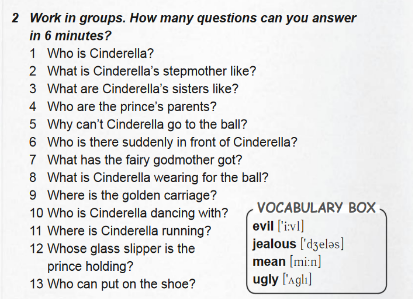 2 Work in groups. How many questions can you answer
in 6 minutes?
1 Who is Cinderella?
2 What is Cinderella's stepmother like?
3 What are Cinderella's sisters like?
4 Who are the prince's parents?
5 Why can't Cinderella go to the ball?
6 Who is there suddenly in front of Cinderella?
7 What has the fairy godmother got?
8 What is Cinderella wearing for the ball?
9 Where is the golden carriage?
10 Who is Cinderella dancing with?
11 Where is Cinderella running?
12 Whose glass slipper is the
prince holding?
13 Who can put on the shoe?
VOCABULARY BOX
evil ['i:vl]
jealous ['dʒeləs]
mean [mi:n]
ugly ['ʌglɪ]